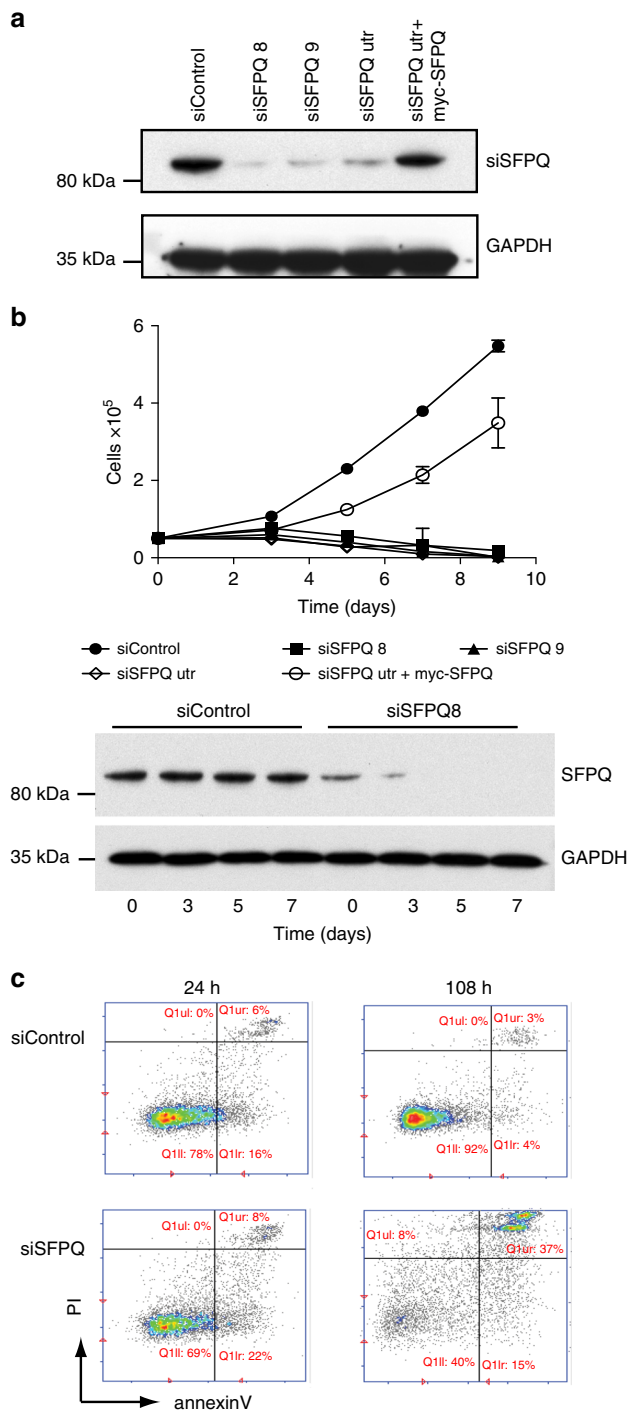 a
siControl
siSFPQ 8
siSFPQ 9
siSFPQ utr
siSFPQ utr+
myc-SFPQ
80 kDa
siSFPQ
35 kDa
GAPDH
b
6
4
2
0
Cells ×10⁵
0 2 4 6 8 10
Time (days)
siControl siSFPQ 8 siSFPQ 9
siSFPQ utr siSFPQ utr + myc-SFPQ
siControl siSFPQ8
80 kDa
SFPQ
35 kDa
GAPDH
0 3 5 7 0 3 5 7
Time (days)
c
24 h 108 h
siControl
Q1ul: 0% Q1ur: 6%
Q1ll: 78% Q1lr: 16%
Q1ul: 0% Q1ur: 3%
Q1ll: 92% Q1lr: 4%
siSFPQ
Q1ul: 0% Q1ur: 8%
Q1ll: 69% Q1lr: 22%
Q1ul: 8% Q1ur: 37%
Q1ll: 40% Q1lr: 15%
PI
annexinV